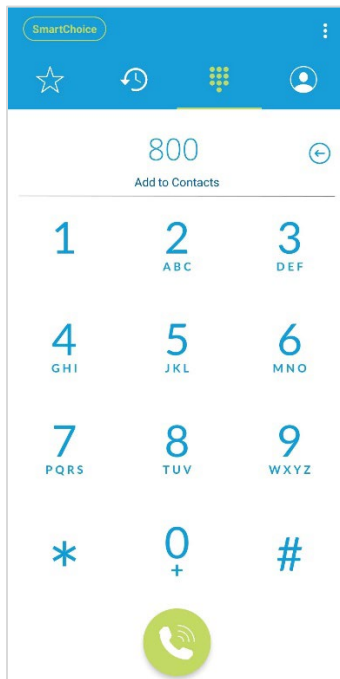 SmartChoice
800
Add to Contacts
1 2 3
ABC DEF
4 5 6
GHI JKL MNO
7 8 9
PQRS TUV WXYZ
* 0 #
+